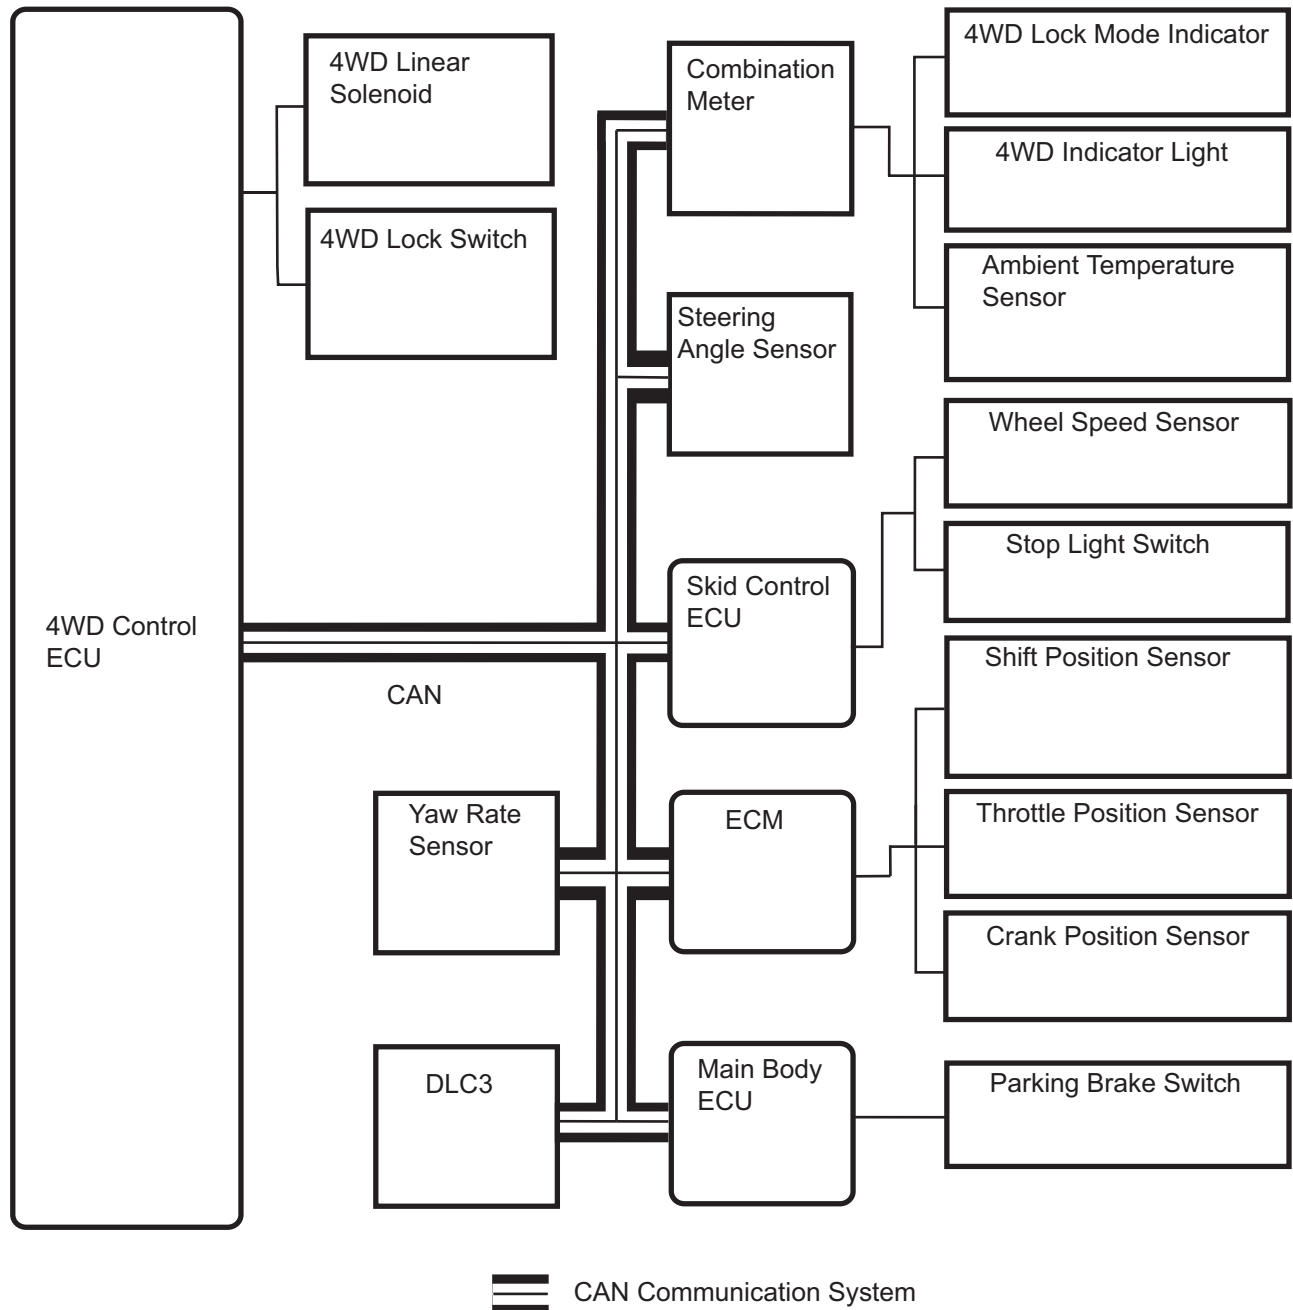 4WD Linear
Solenoid
4WD Lock Switch
4WD Control
ECU
CAN
Yaw Rate
Sensor
DLC3
Combination
Meter
Steering
Angle Sensor
Skid Control
ECU
ECM
Main Body
ECU
4WD Lock Mode Indicator
4WD Indicator Light
Ambient Temperature
Sensor
Wheel Speed Sensor
Stop Light Switch
Shift Position Sensor
Throttle Position Sensor
Crank Position Sensor
Parking Brake Switch
CAN Communication System